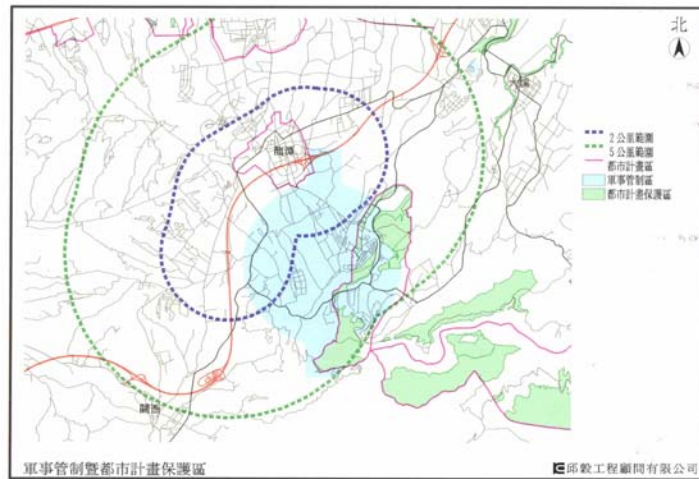 北
大溪
龍潭
2公里範圍
5公里範圍
都市計畫區
軍事管制區
都市計畫保護區
關西
軍事管制暨都市計畫保護區
邱毅工程顧問有限公司